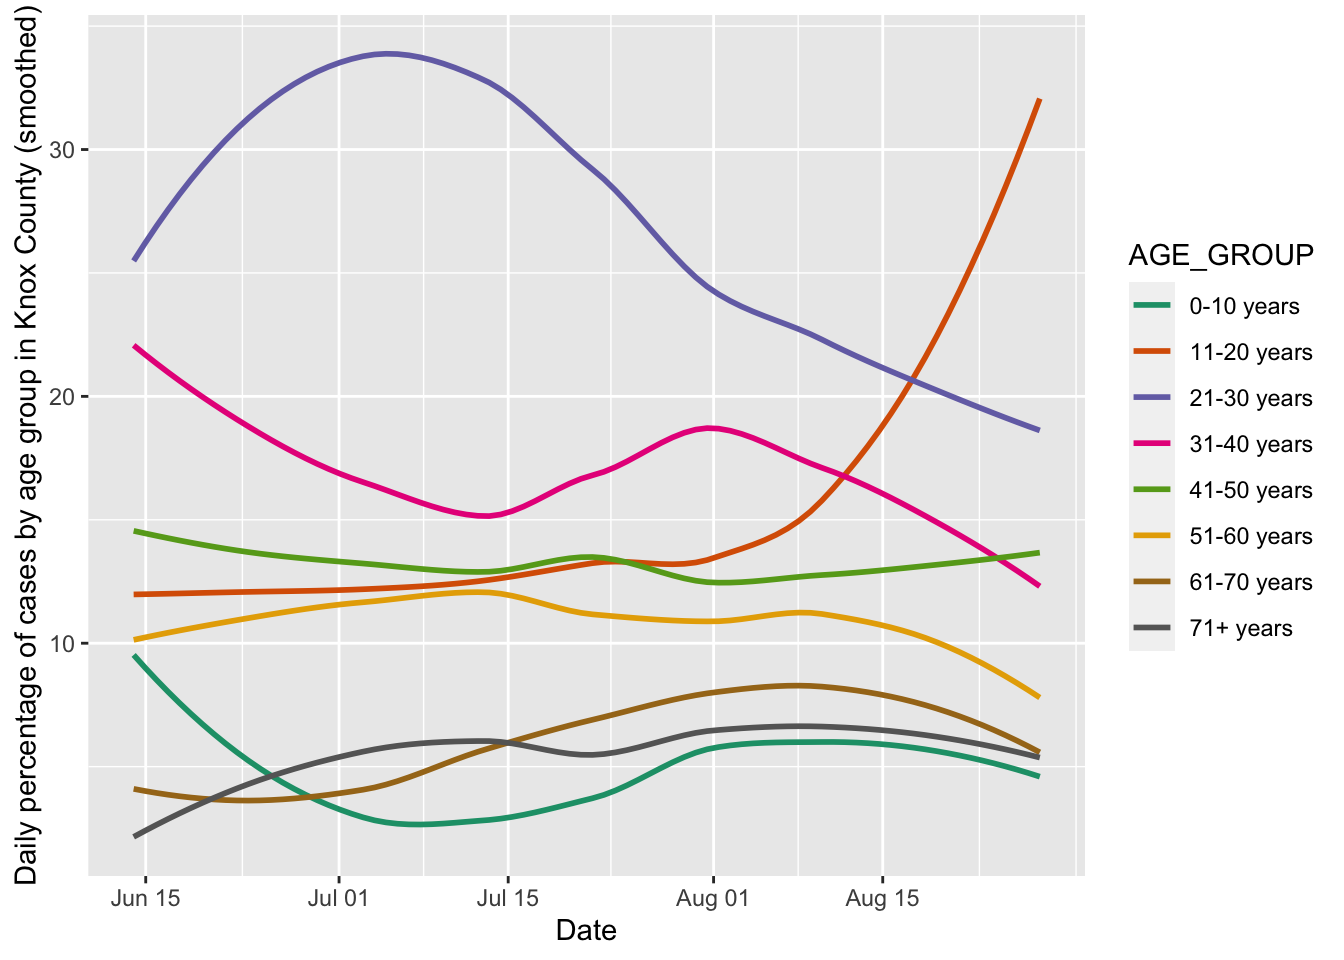 Daily percentage of cases by age group in Knox County (smoothed)
30
20
10
Jun 15
Jul 01
Jul 15
Aug 01
Aug 15
Date
AGE_GROUP
0-10 years
11-20 years
21-30 years
31-40 years
41-50 years
51-60 years
61-70 years
71+ years